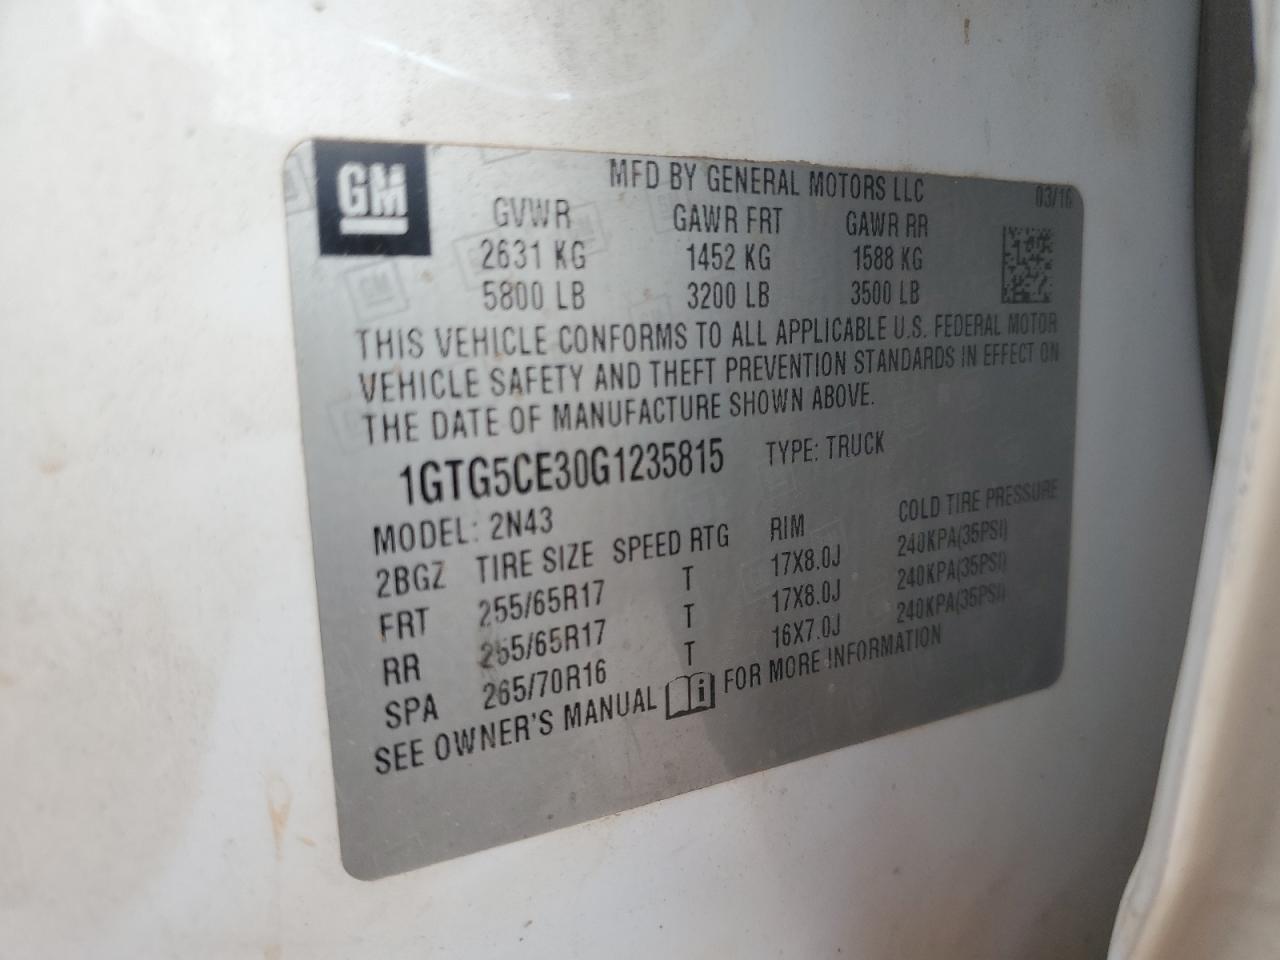 GM
MFD BY GENERAL MOTORS LLC 03/16
GVWR GAWR FRT GAWR RR
2631 KG 1452 KG 1588 KG
5800 LB 3200 LB 3500 LB
THIS VEHICLE CONFORMS TO ALL APPLICABLE U.S. FEDERAL MOTOR
VEHICLE SAFETY AND THEFT PREVENTION STANDARDS IN EFFECT ON
THE DATE OF MANUFACTURE SHOWN ABOVE.
1GTG5CE30G1235815 TYPE: TRUCK
MODEL: 2N43
2BGZ TIRE SIZE SPEED RTG RIM COLD TIRE PRESSURE
FRT 255/65R17 T 17X8.0J 240KPA(35PSI)
RR 255/65R17 T 17X8.0J 240KPA(35PSI)
SPA 265/70R16 T 16X7.0J 240KPA(35PSI)
SEE OWNER'S MANUAL i FOR MORE INFORMATION